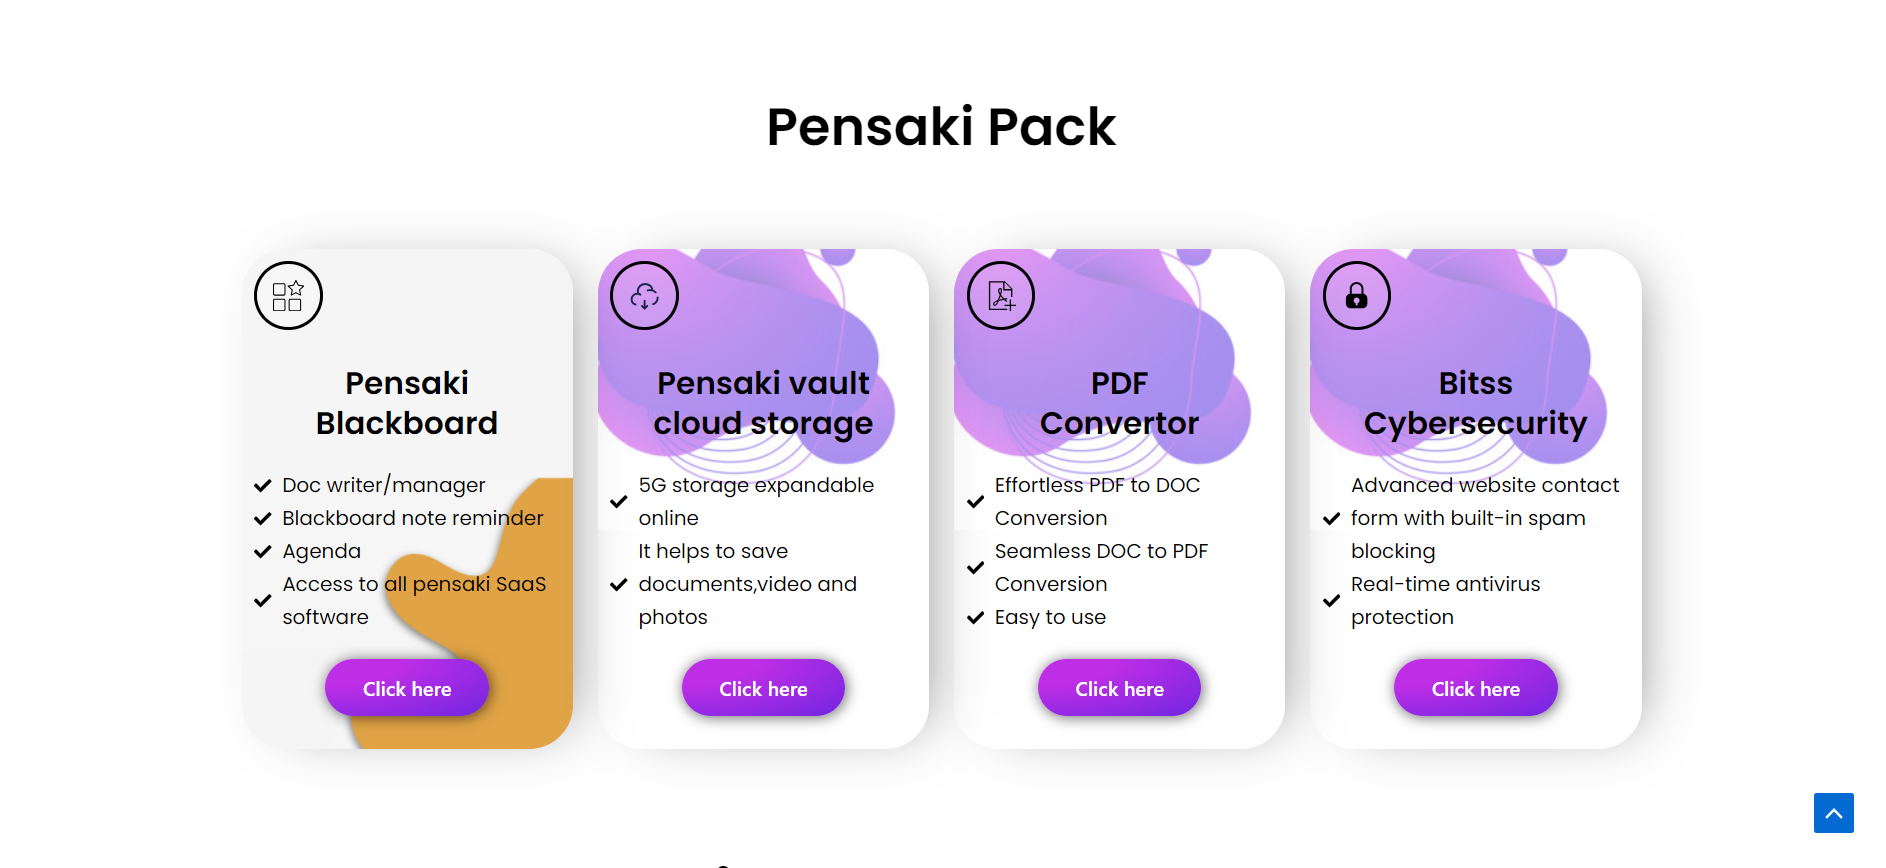 Pensaki Pack
Pensaki
Blackboard
Doc writer/manager
Blackboard note reminder
Agenda
Access to all pensaki SaaS
software
Click here
Pensaki vault
cloud storage
5G storage expandable
online
It helps to save
documents,video and
photos
Click here
PDF
Convertor
Effortless PDF to DOC
Conversion
Seamless DOC to PDF
Conversion
Easy to use
Click here
Bitss
Cybersecurity
Advanced website contact
form with built-in spam
blocking
Real-time antivirus
protection
Click here